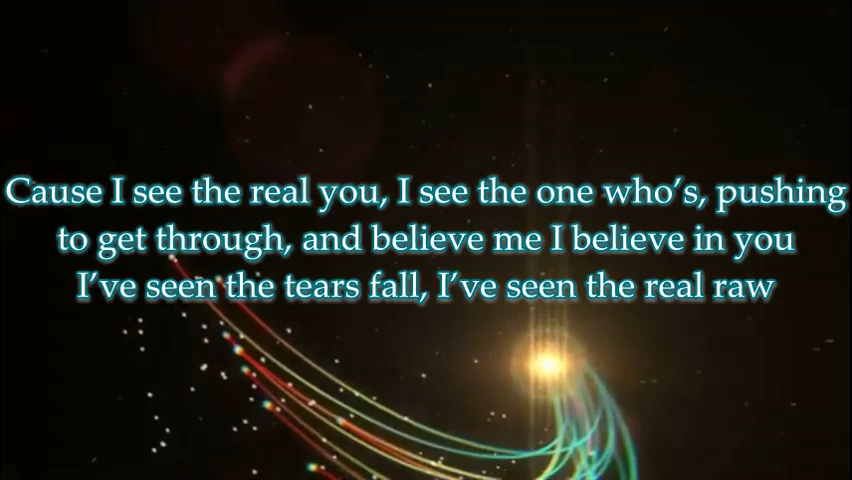 Cause I see the real you, I see the one who’s, pushing
to get through, and believe me I believe in you
I’ve seen the tears fall, I’ve seen the real raw